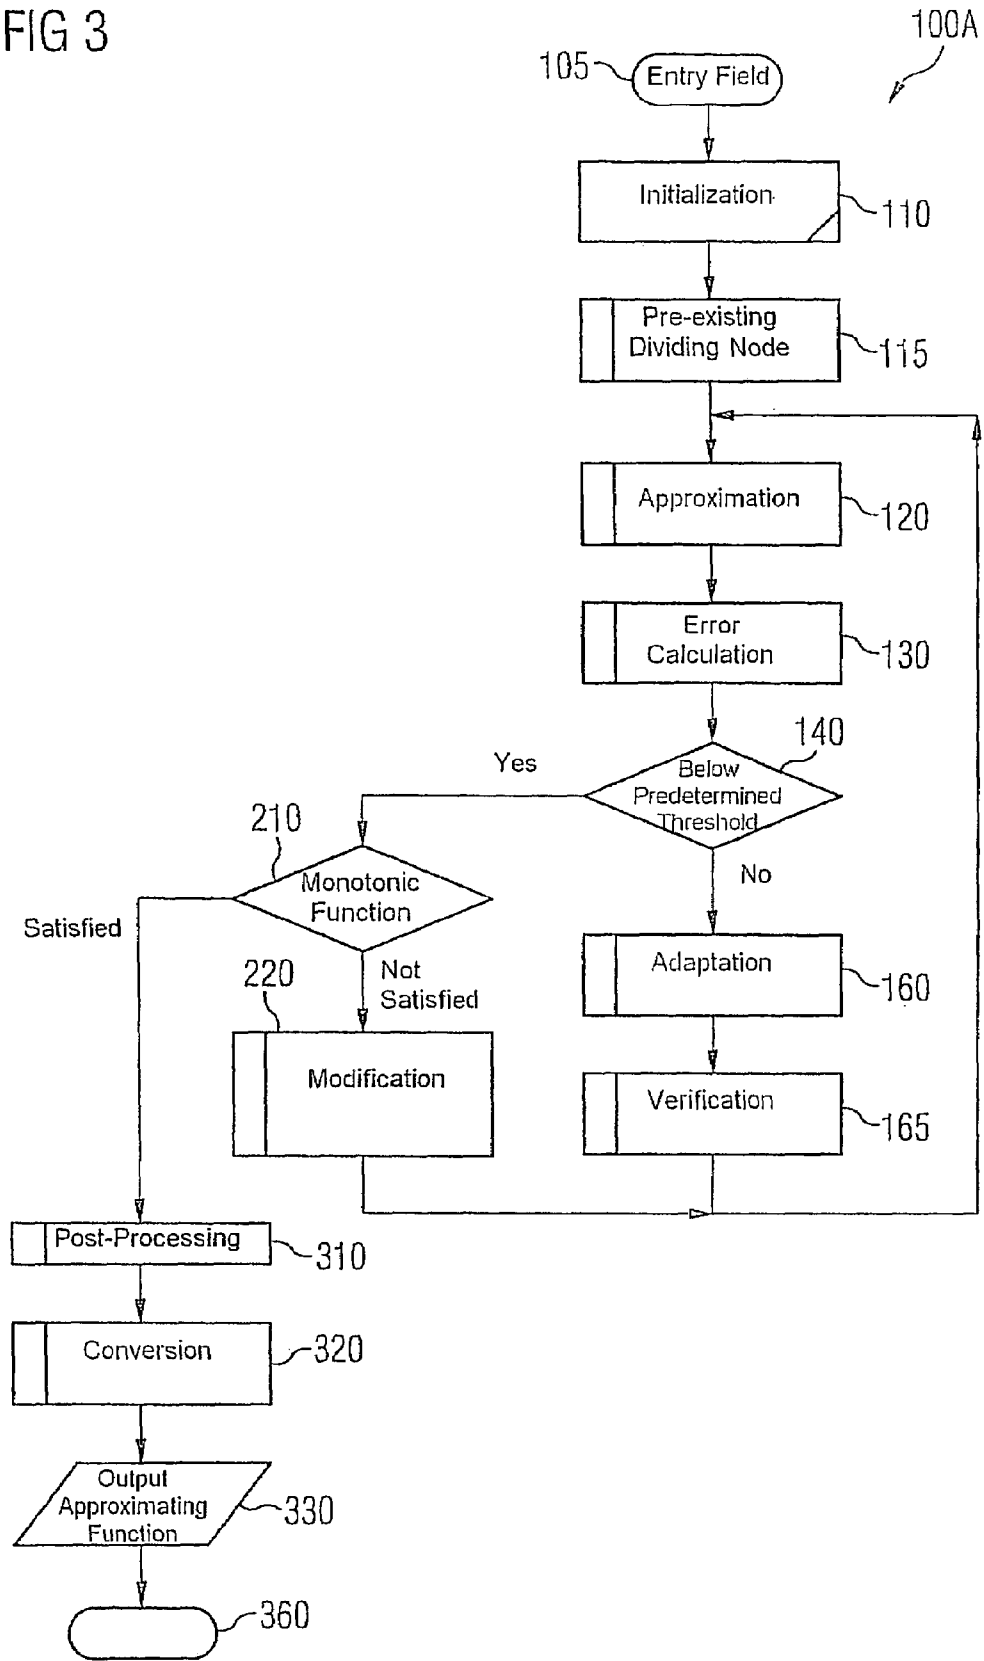 FIG 3
100A
105
Entry Field
Initialization
110
Pre-existing
Dividing Node
115
Approximation
120
Error
Calculation
130
140
Below
Predetermined
Threshold
Yes
No
210
Monotonic
Function
Satisfied
Not
Satisfied
Adaptation
160
220
Modification
Verification
165
Post-Processing
310
Conversion
320
Output
Approximating
Function
330
360